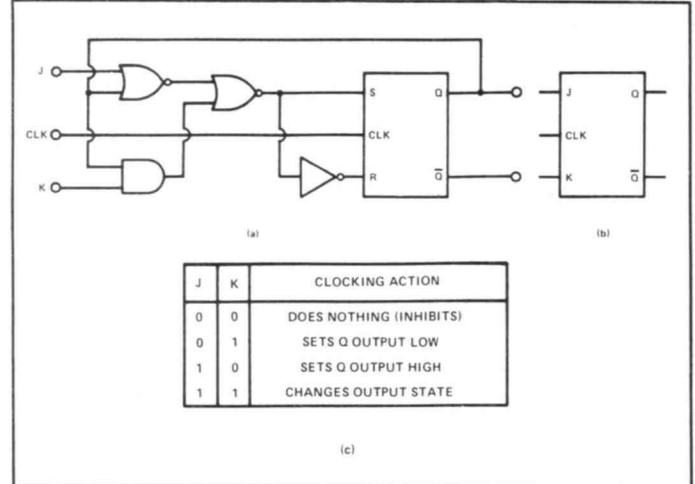 J
CLK
K
S
Q
CLK
R
Q
J
Q
CLK
K
Q
(a)
(b)
J K CLOCKING ACTION
0 0 DOES NOTHING (INHIBITS)
0 1 SETS Q OUTPUT LOW
1 0 SETS Q OUTPUT HIGH
1 1 CHANGES OUTPUT STATE
(c)